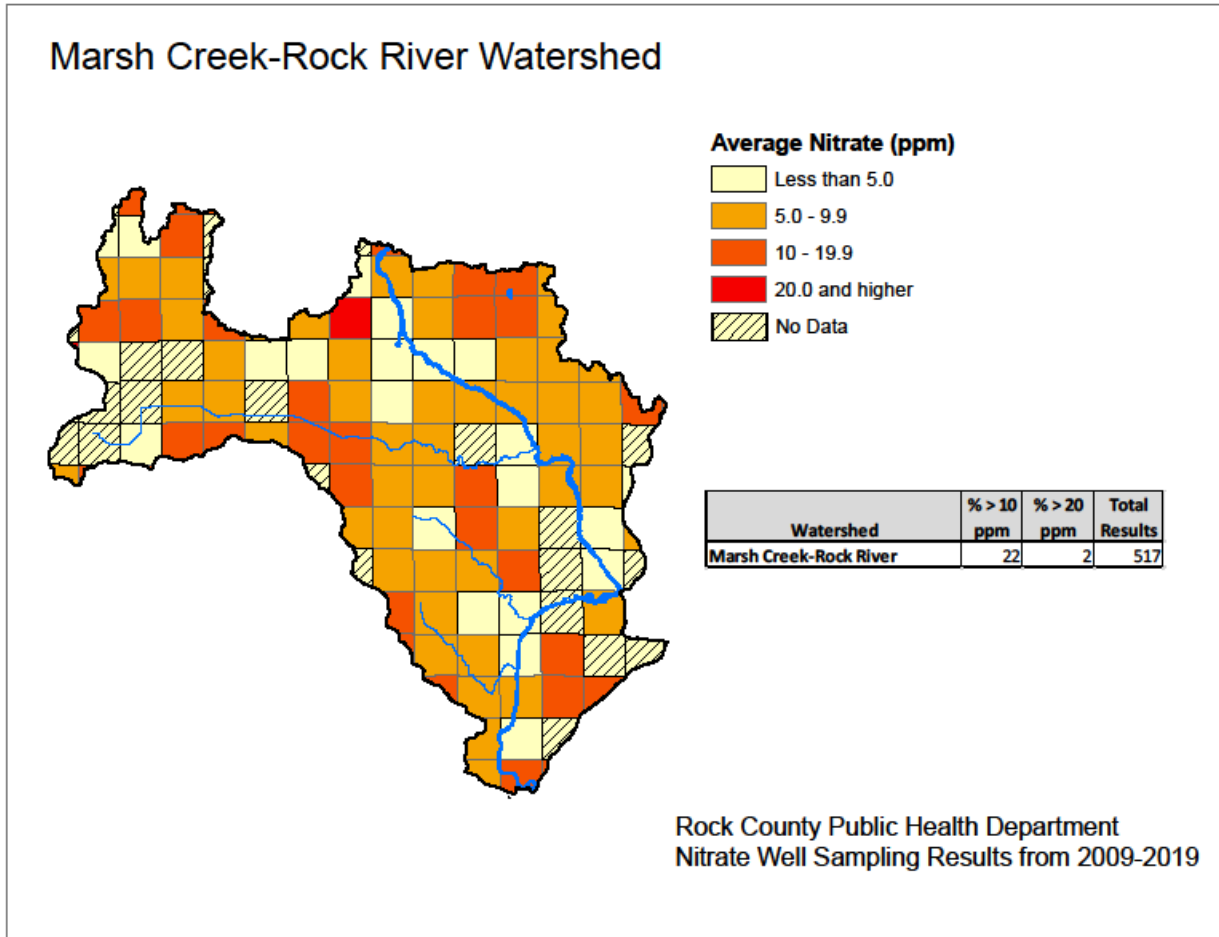 Marsh Creek-Rock River Watershed
Average Nitrate (ppm)
Less than 5.0
5.0 - 9.9
10 - 19.9
20.0 and higher
No Data
Watershed % > 10 ppm % > 20 ppm Total Results
Marsh Creek-Rock River 22 2 517
Rock County Public Health Department
Nitrate Well Sampling Results from 2009-2019